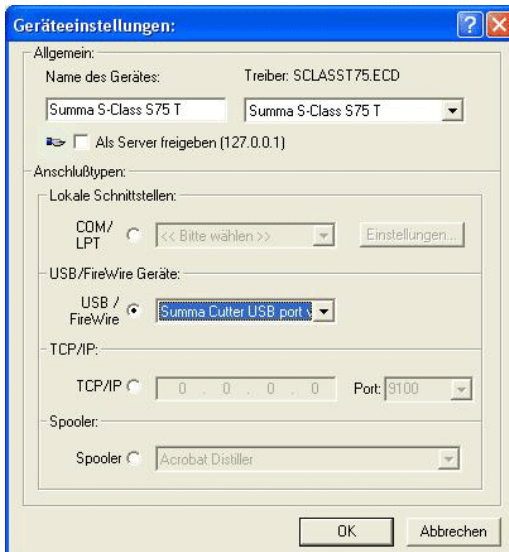 Geräteeinstellungen:
Allgemein:
Name des Gerätes: Treiber: SCLASST75.ECD
Summa S-Class S75 T Summa S-Class S75 T
Als Server freigeben (127.0.0.1)
Anschlußtypen:
Lokale Schnittstellen:
COM/
LPT << Bitte wählen >> Einstellungen...
USB/FireWire Geräte:
USB /
FireWire Summa Cutter USB port
TCP/IP:
TCP/IP 0 . 0 . 0 . 0 Port: 9100
Spooler:
Spooler Acrobat Distiller
OK Abbrechen